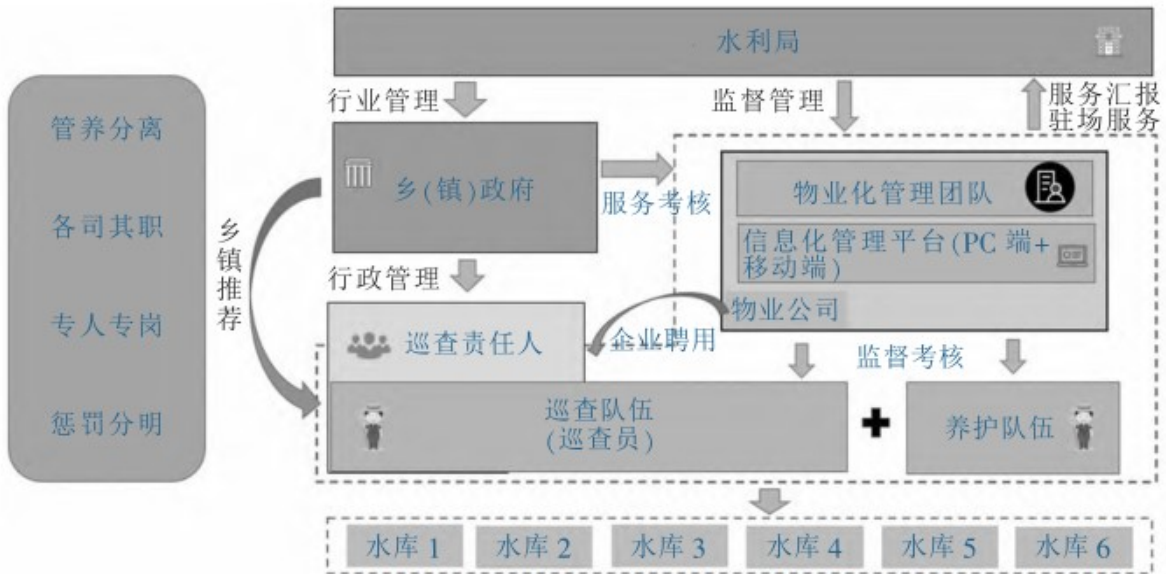 水利局
行业管理
监督管理
服务汇报
驻场服务
管养分离
各司其职
专人专岗
惩罚分明
乡镇推荐
乡(镇)政府
服务考核
物业化管理团队
信息化管理平台(PC 端+
移动端)
物业公司
行政管理
巡查责任人
企业聘用
监督考核
巡查队伍
(巡查员)
养护队伍
水库 1
水库 2
水库 3
水库 4
水库 5
水库 6